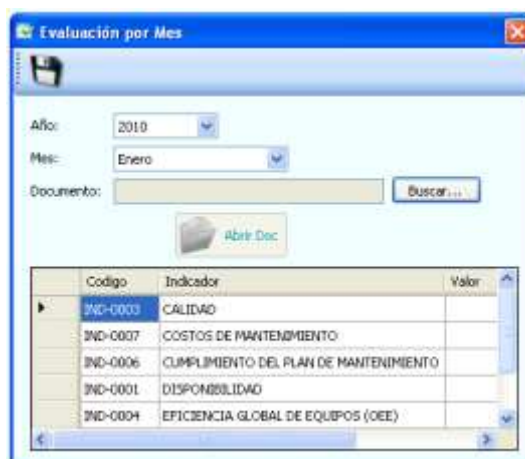 Evaluación por Mes
Año: 2010
Mes: Enero
Documento: Buscar...
Abrir Doc
Codigo Indicador Valor
IND-0003 CALIDAD
IND-0007 COSTOS DE MANTENIMIENTO
IND-0006 CUMPLIMIENTO DEL PLAN DE MANTENIMIENTO
IND-0001 DISPONIBILIDAD
IND-0004 EFICIENCIA GLOBAL DE EQUIPOS (OEE)